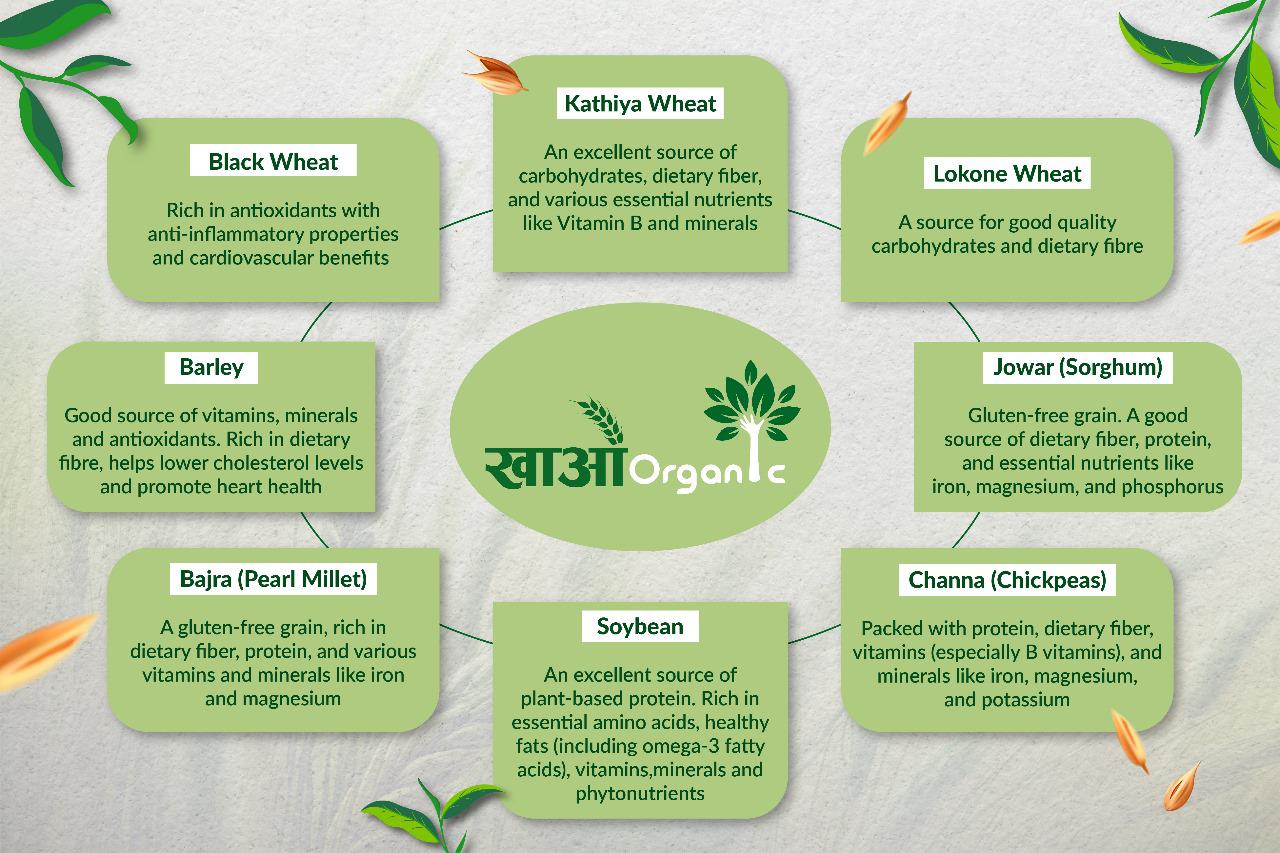 Kathiya Wheat
An excellent source of
carbohydrates, dietary fiber,
and various essential nutrients
like Vitamin B and minerals
Black Wheat
Rich in antioxidants with
anti-inflammatory properties
and cardiovascular benefits
Lokone Wheat
A source for good quality
carbohydrates and dietary fibre
Barley
Good source of vitamins, minerals
and antioxidants. Rich in dietary
fibre, helps lower cholesterol levels
and promote heart health
खाओ Organic
Jowar (Sorghum)
Gluten-free grain. A good
source of dietary fiber, protein,
and essential nutrients like
iron, magnesium, and phosphorus
Bajra (Pearl Millet)
A gluten-free grain, rich in
dietary fiber, protein, and various
vitamins and minerals like iron
and magnesium
Soybean
An excellent source of
plant-based protein. Rich in
essential amino acids, healthy
fats (including omega-3 fatty
acids), vitamins,minerals and
phytonutrients
Channa (Chickpeas)
Packed with protein, dietary fiber,
vitamins (especially B vitamins), and
minerals like iron, magnesium,
and potassium